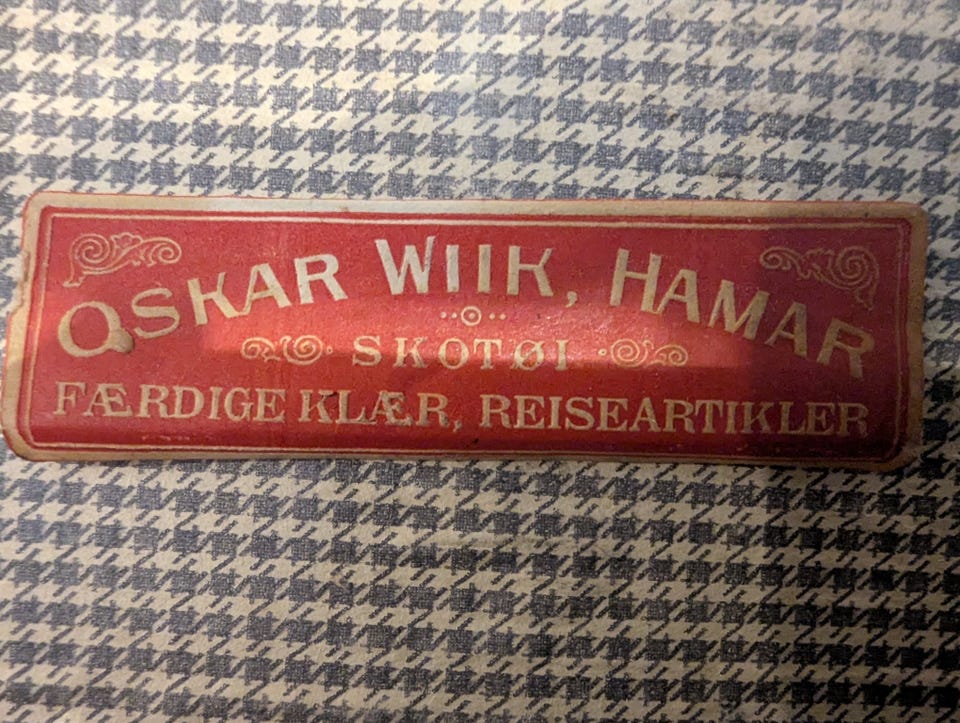 OSKAR WIIK, HAMAR
SKOTØI
FÆRDIGE KLÆR, REISEARTIKLER